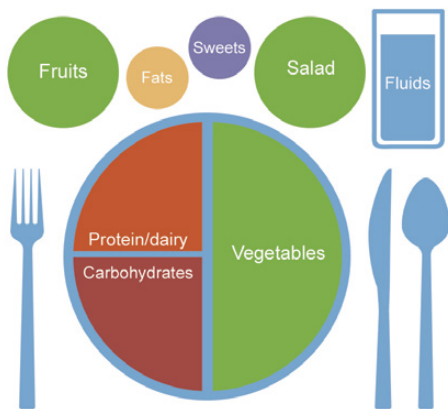 Fruits
Fats
Sweets
Salad
Fluids
Protein/dairy
Carbohydrates
Vegetables